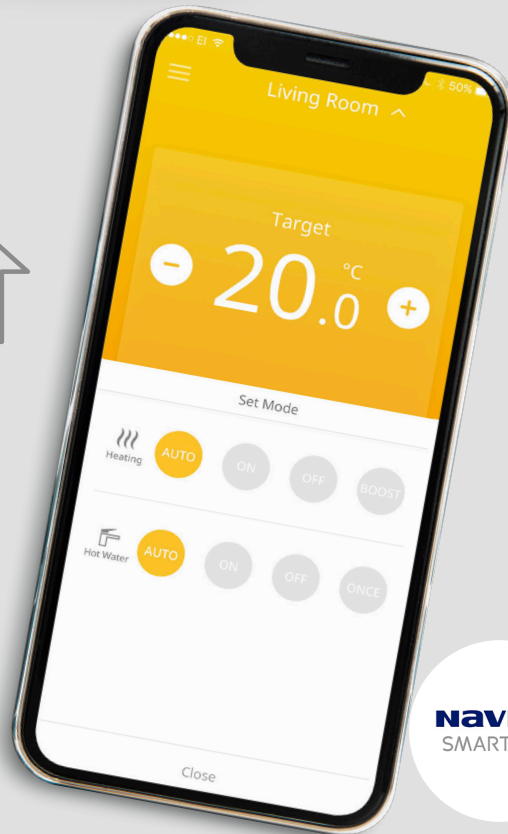 EI
50%
Living Room
Target
20.0 °C
Set Mode
Heating
AUTO ON OFF BOOST
Hot Water
AUTO ON OFF ONCE
Close
SMART